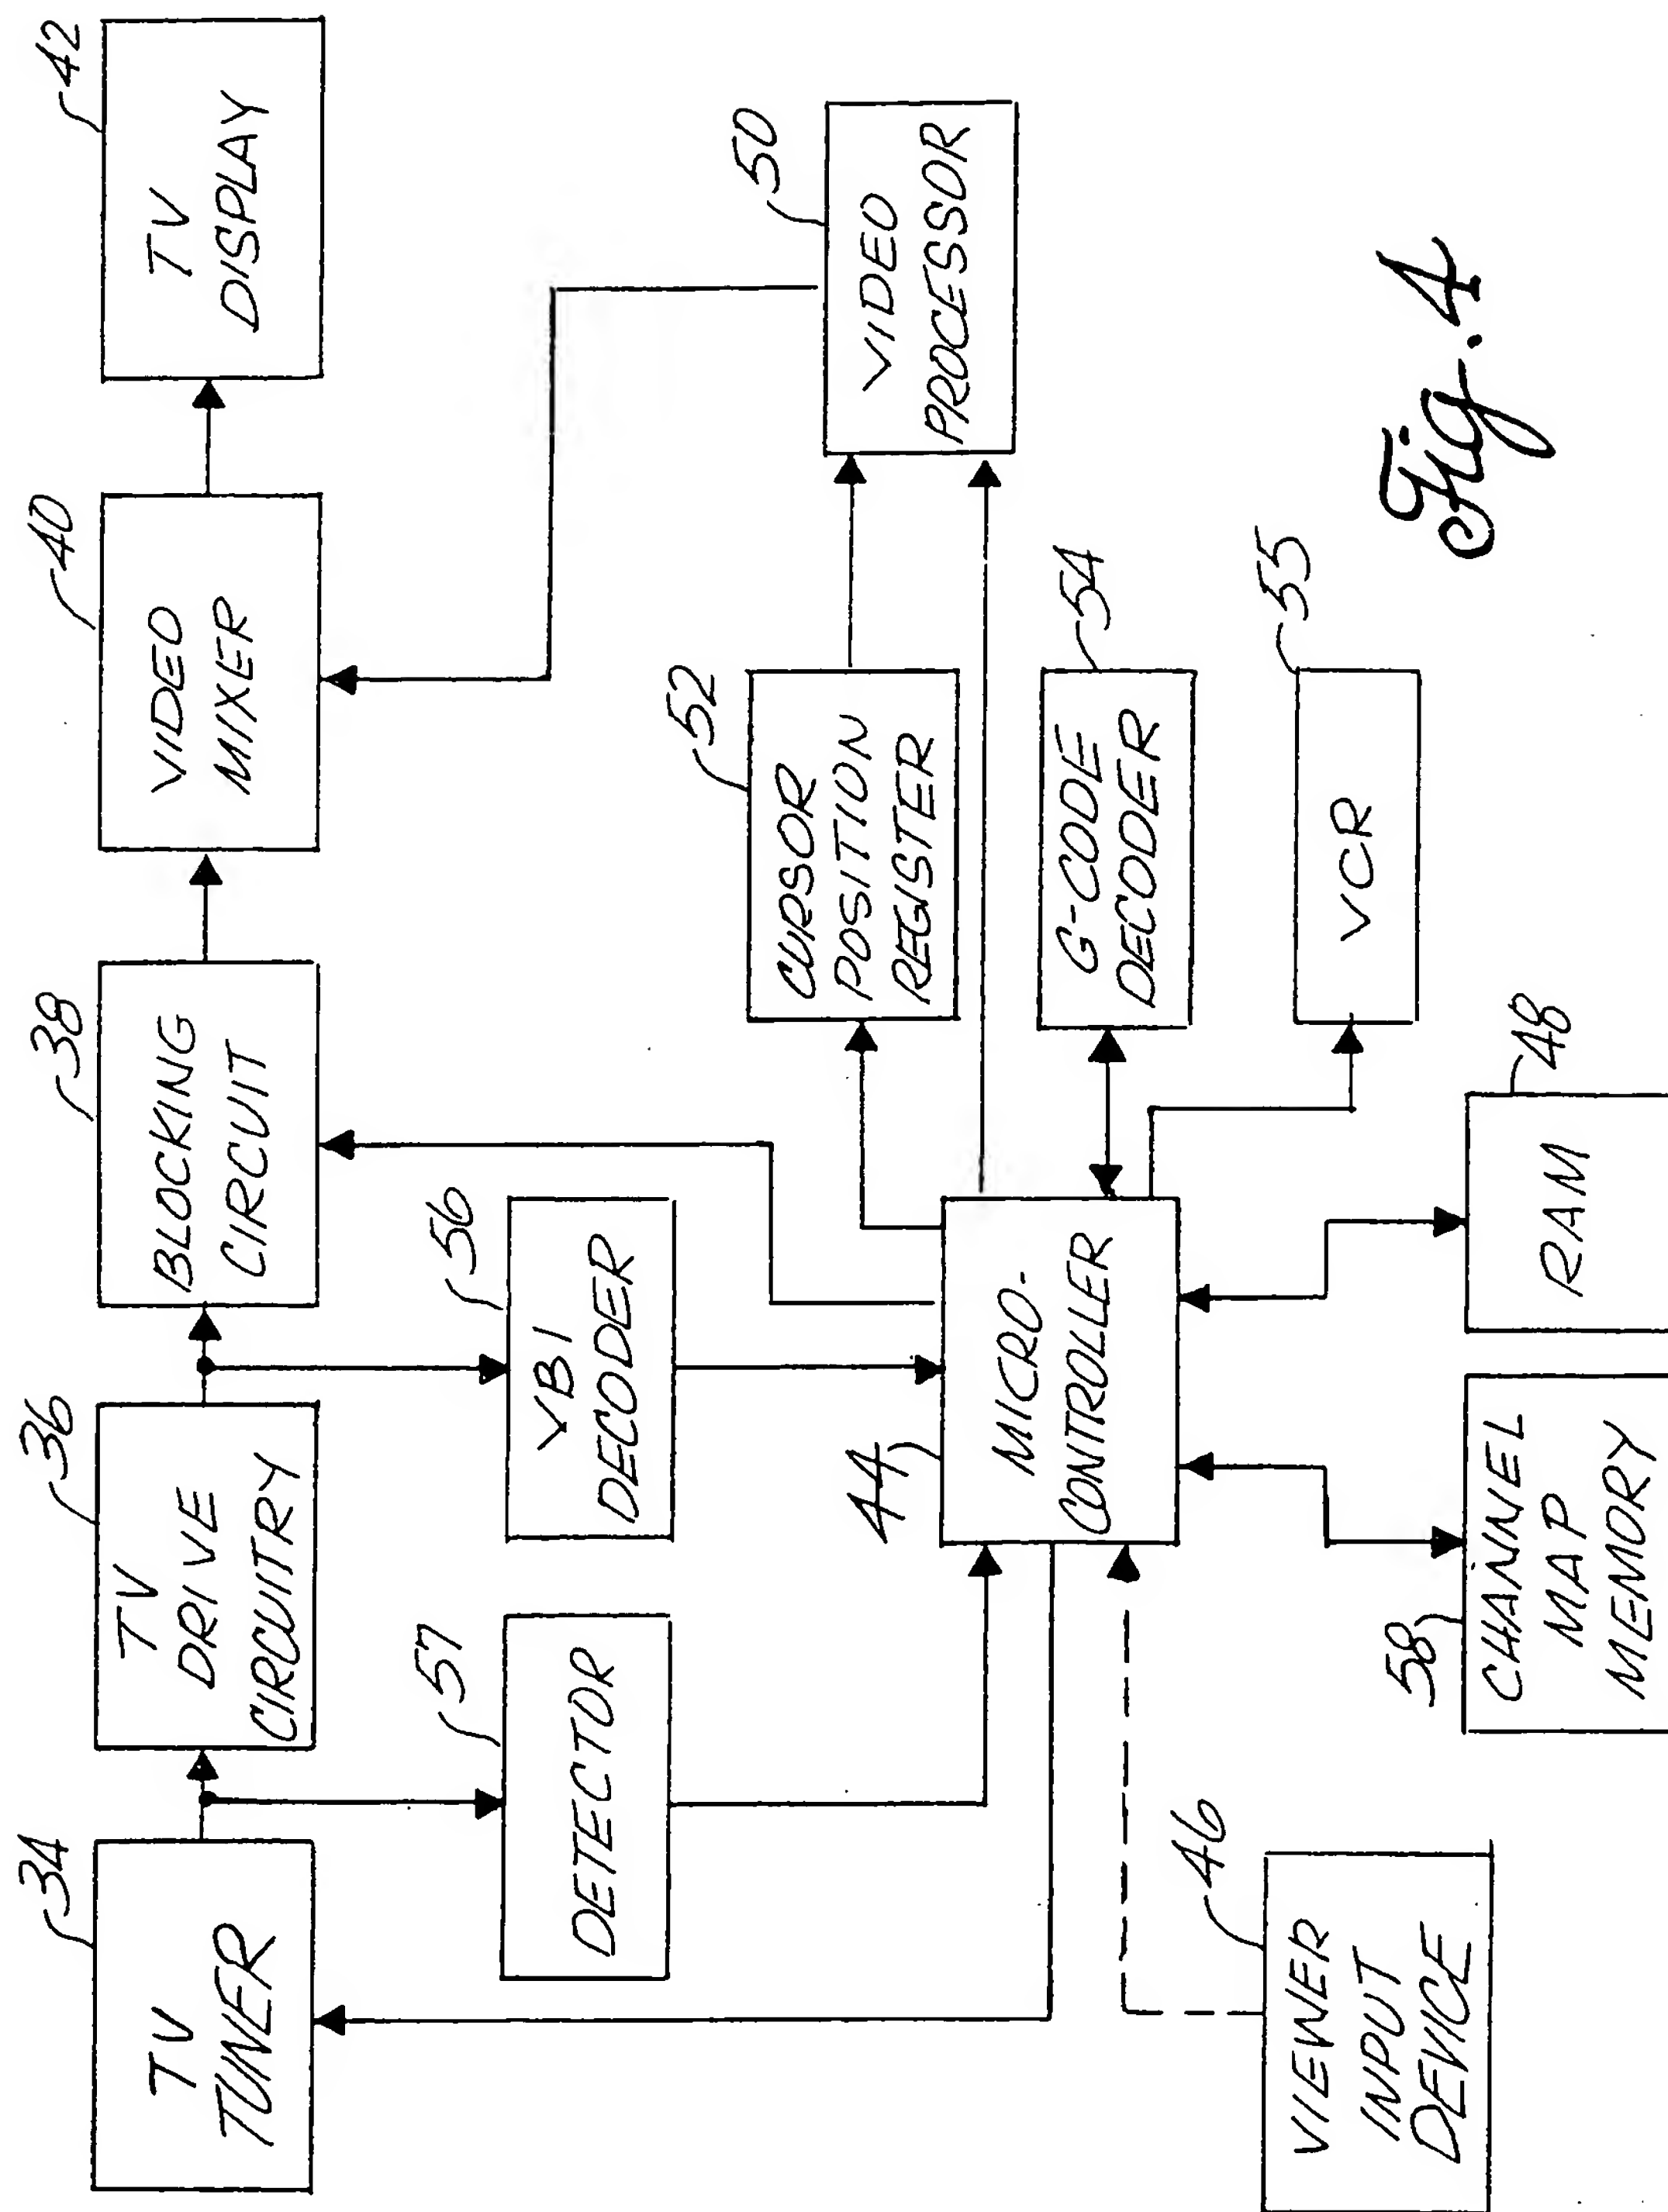 34
TV
TUNER
36
TV
DRIVE
CIRCUITRY
38
BLOCKING
CIRCUIT
40
VIDEO
MIXER
42
TV
DISPLAY
57
DETECTOR
56
VBI
DECODER
52
CURSOR
POSITION
REGISTER
50
VIDEO
PROCESSOR
44
MICRO-
CONTROLLER
54
G-CODE
DECODER
55
VCR
46
VIEWER
INPUT
DEVICE
58
CHANNEL
MAP
MEMORY
48
RAM
Fig. 4